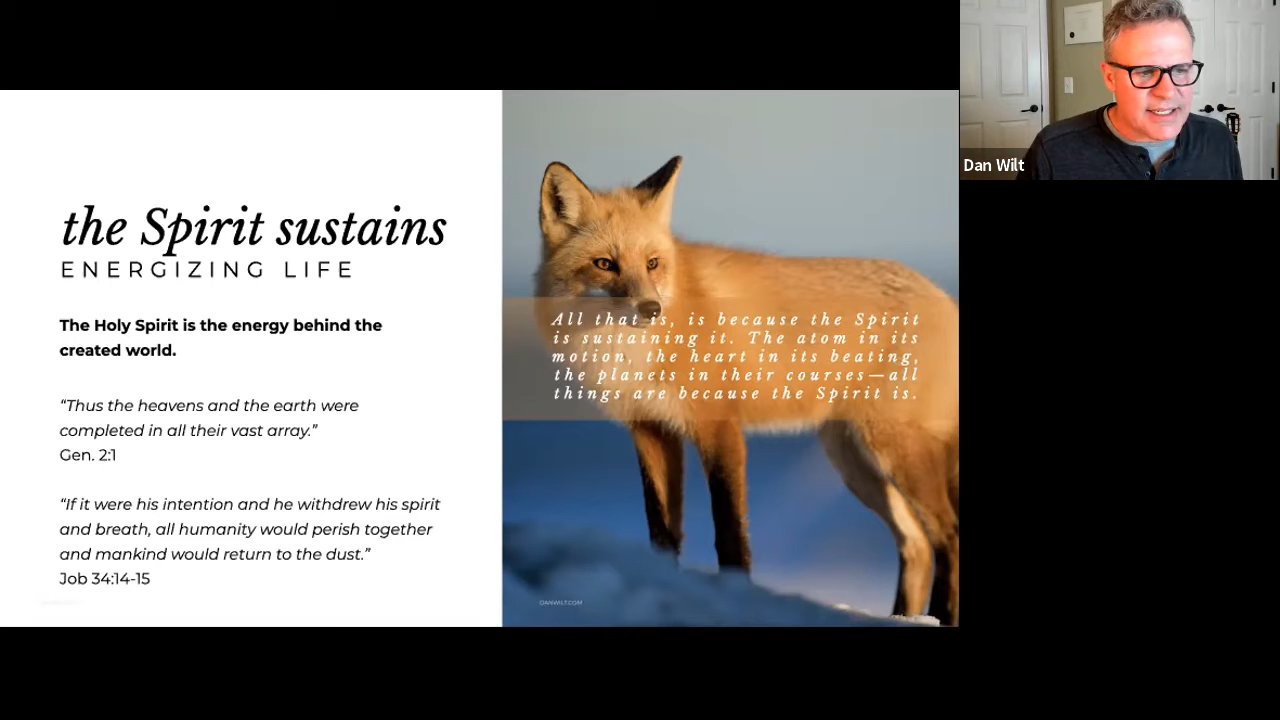 the Spirit sustains
ENERGIZING LIFE
The Holy Spirit is the energy behind the
created world.
“Thus the heavens and the earth were
completed in all their vast array.”
Gen. 2:1
“If it were his intention and he withdrew his spirit
and breath, all humanity would perish together
and mankind would return to the dust.”
Job 34:14-15
All that is, is because the Spirit
is sustaining it. The atom in its
motion, the heart in its beating,
the planets in their courses—all
things are because the Spirit is.
DANWILT.COM
Dan Wilt